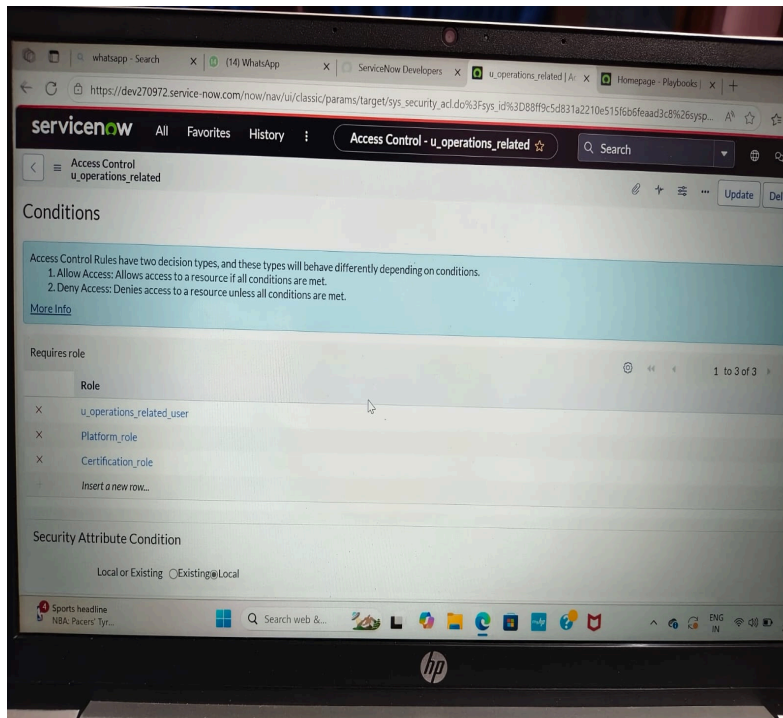 whatsapp - Search
(14) WhatsApp
ServiceNow Developers
u_operations_related | Ac
Homepage - Playbooks |
https://dev270972.service-now.com/now/nav/ui/classic/params/target/sys_security_acl.do%3Fsys_id%3D88ff9c5d831a2210e515f6b6feaad3c8%26sysp...
servicenow All Favorites History Access Control - u_operations_related Search
Access Control
u_operations_related
Update Del
Conditions
Access Control Rules have two decision types, and these types will behave differently depending on conditions.
1. Allow Access: Allows access to a resource if all conditions are met.
2. Deny Access: Denies access to a resource unless all conditions are met.
More Info
Requires role
1 to 3 of 3
Role
u_operations_related_user
Platform_role
Certification_role
Insert a new row...
Security Attribute Condition
Local or Existing Existing Local
4
Sports headline
NBA: Pacers' Tyr...
Search web &...
ENG
IN
hp